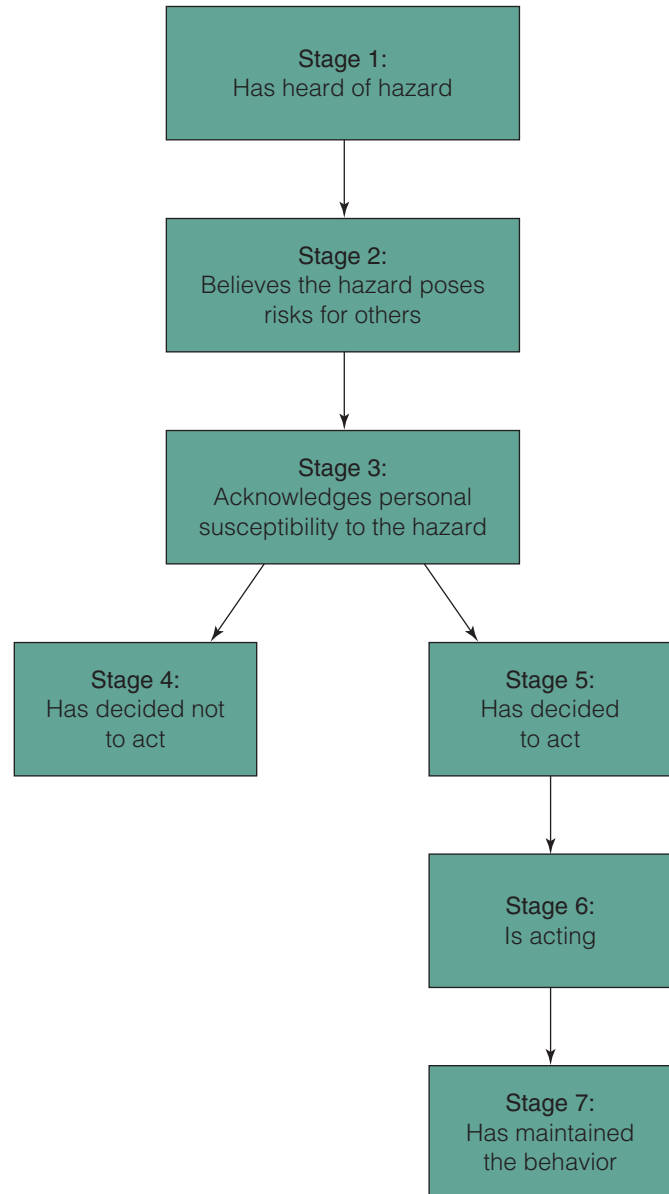 Stage 1:
Has heard of hazard
Stage 2:
Believes the hazard poses
risks for others
Stage 3:
Acknowledges personal
susceptibility to the hazard
Stage 4:
Has decided not
to act
Stage 5:
Has decided
to act
Stage 6:
Is acting
Stage 7:
Has maintained
the behavior